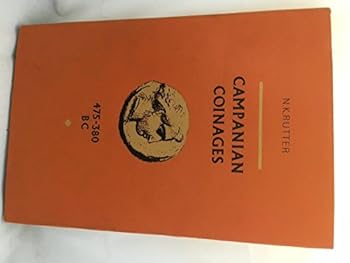 N.K.RUTTER
CAMPANIAN
COINAGES
475-380
BC